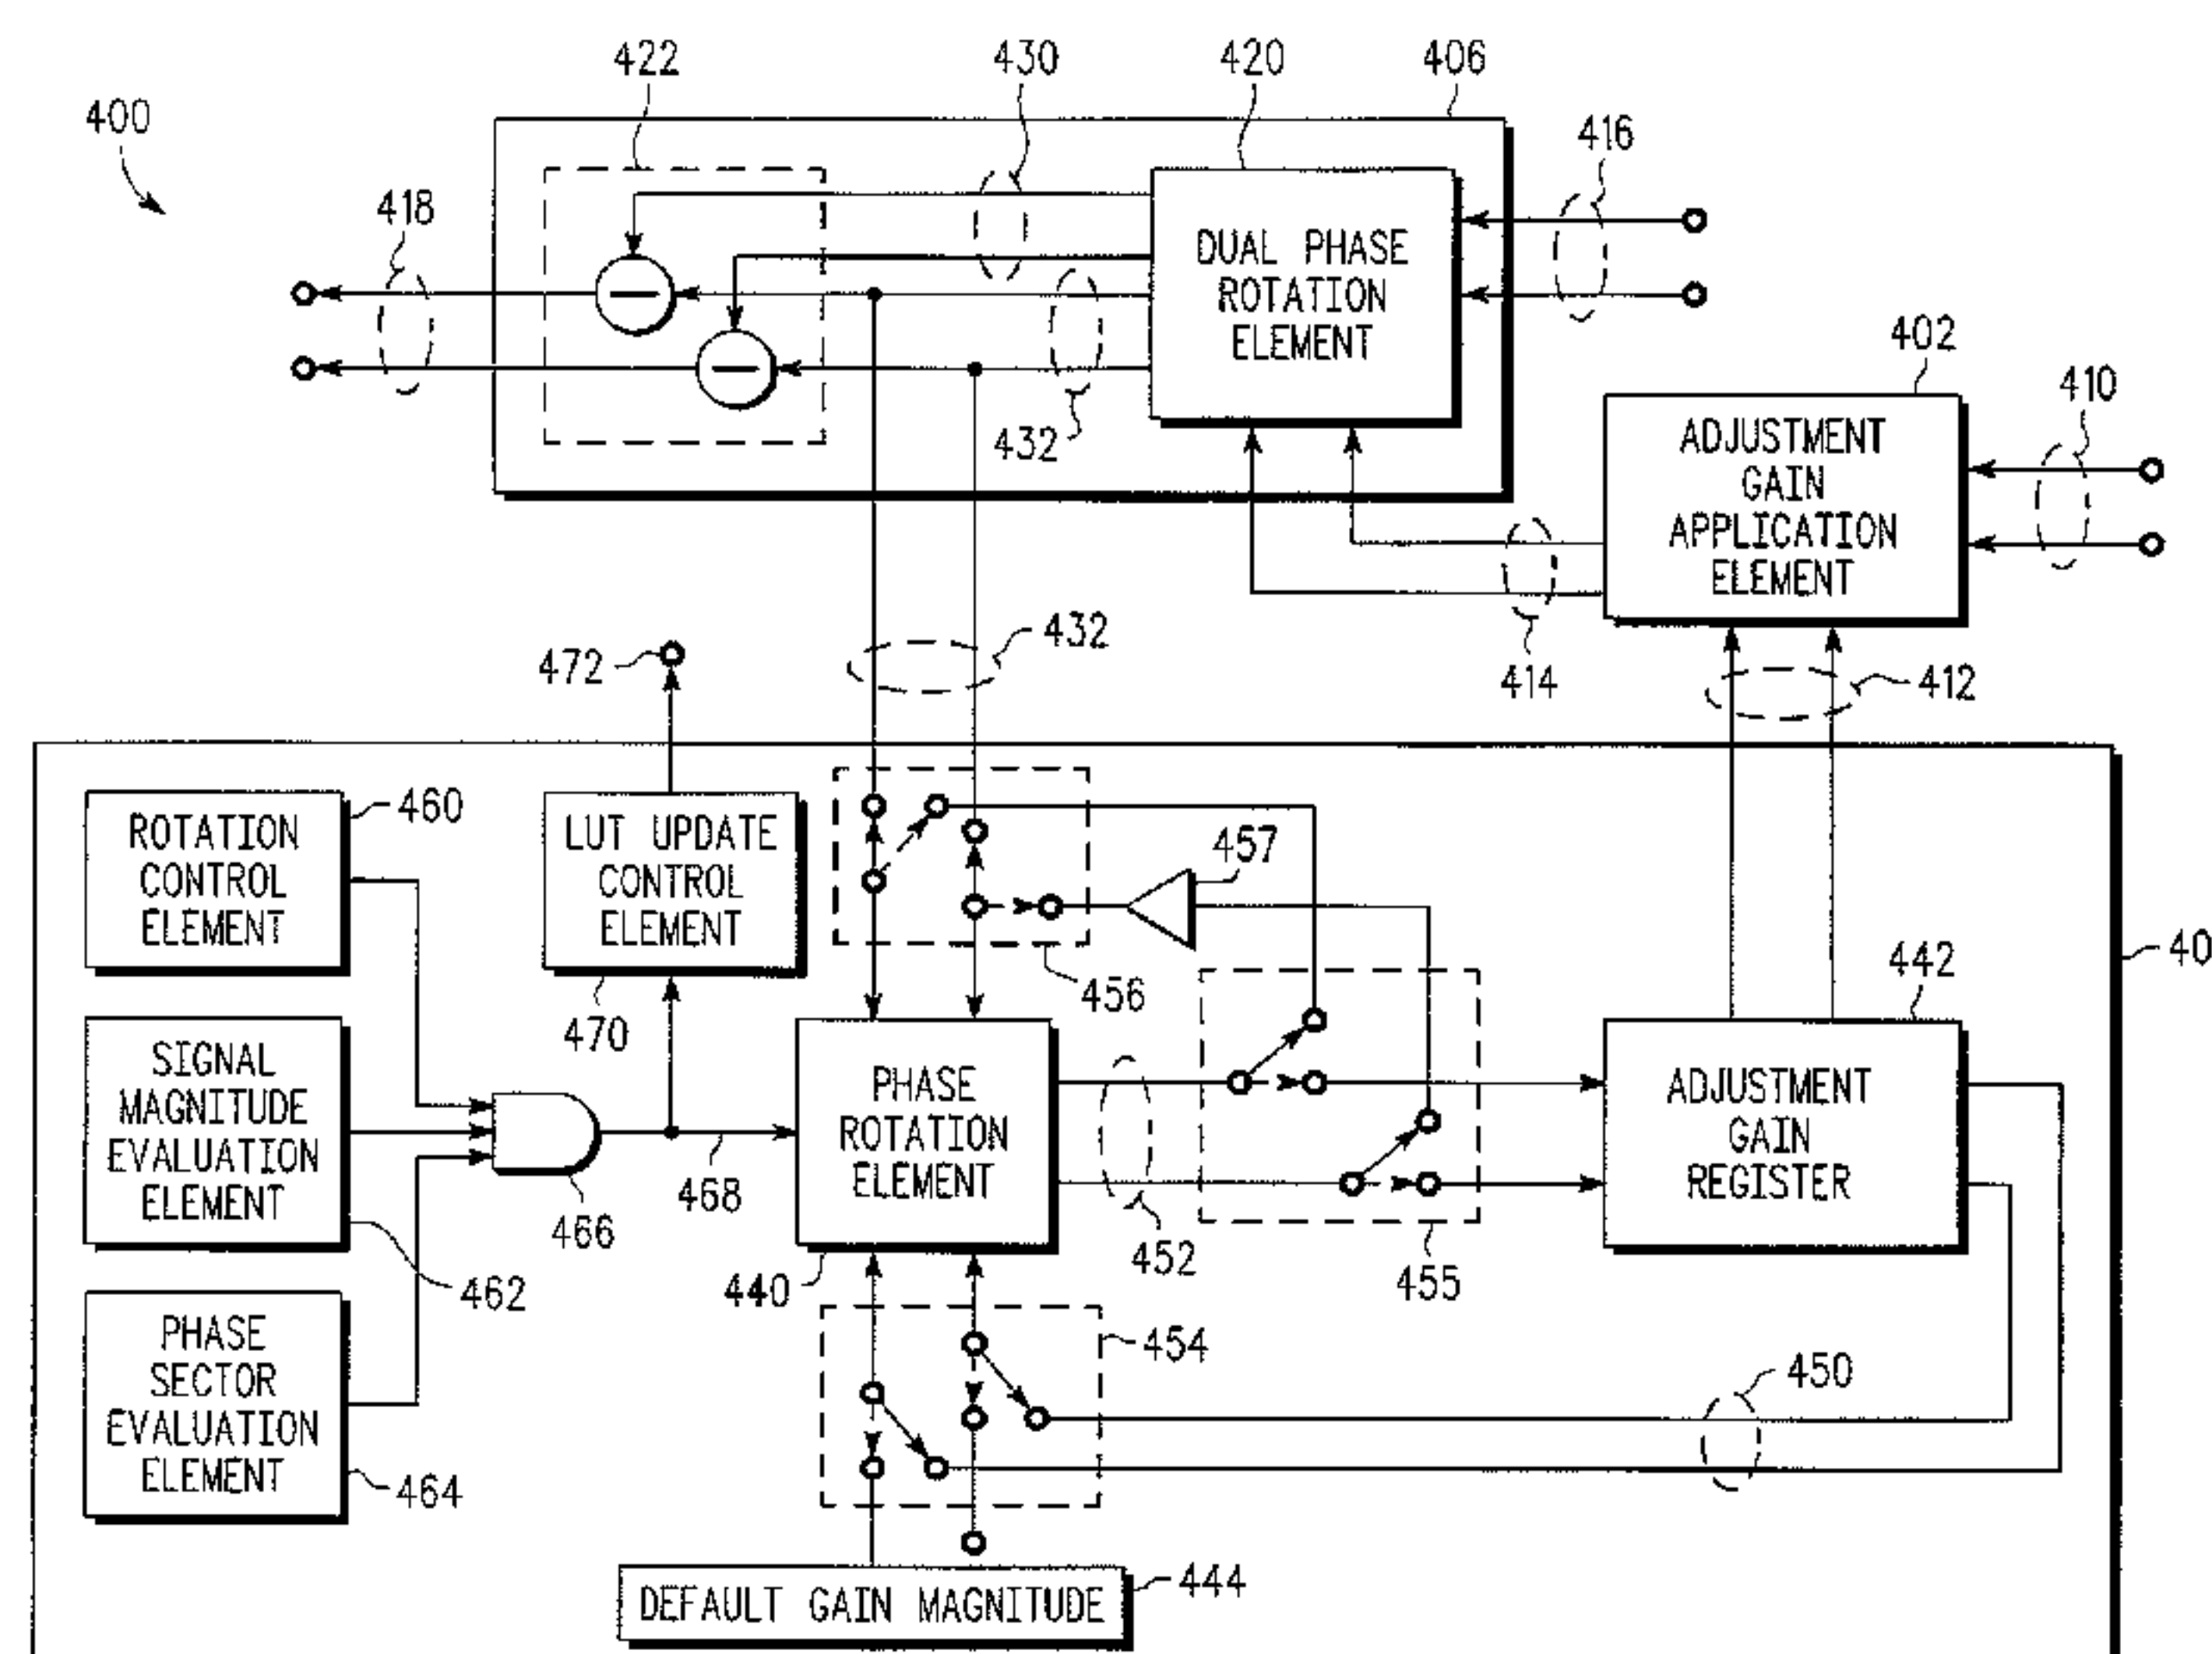 400
422
430
420
406
416
418
DUAL PHASE
ROTATION
ELEMENT
432
402
410
ADJUSTMENT
GAIN
APPLICATION
ELEMENT
414
412
432
472
460
ROTATION
CONTROL
ELEMENT
LUT UPDATE
CONTROL
ELEMENT
470
457
456
40
442
SIGNAL
MAGNITUDE
EVALUATION
ELEMENT
462
466
468
PHASE
ROTATION
ELEMENT
440
452
455
ADJUSTMENT
GAIN
REGISTER
PHASE
SECTOR
EVALUATION
ELEMENT
464
454
450
DEFAULT GAIN MAGNITUDE
444